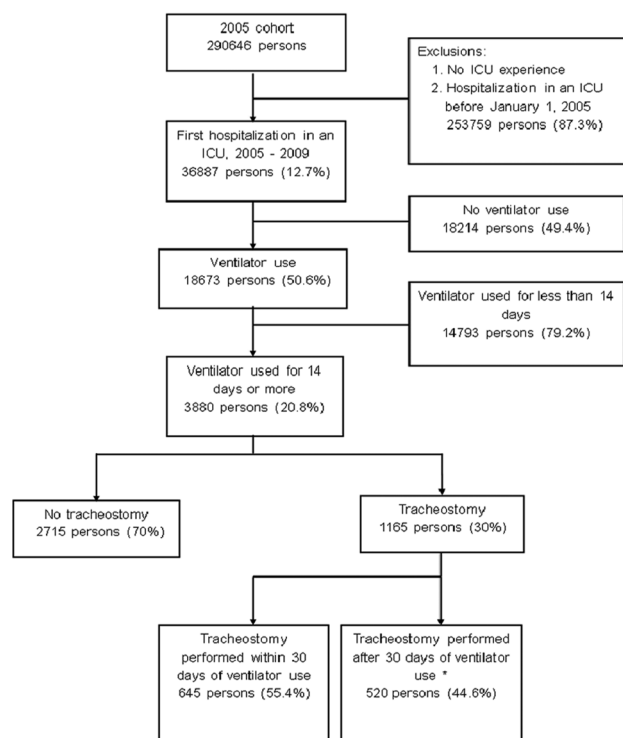 2005 cohort
290646 persons
Exclusions:
1. No ICU experience
2. Hospitalization in an ICU
before January 1, 2005
253759 persons (87.3%)
First hospitalization in an
ICU, 2005 - 2009
36887 persons (12.7%)
No ventilator use
18214 persons (49.4%)
Ventilator use
18673 persons (50.6%)
Ventilator used for less than 14
days
14793 persons (79.2%)
Ventilator used for 14
days or more
3880 persons (20.8%)
No tracheostomy
2715 persons (70%)
Tracheostomy
1165 persons (30%)
Tracheostomy
performed within 30
days of ventilator use
645 persons (55.4%)
Tracheostomy performed
after 30 days of ventilator
use *
520 persons (44.6%)